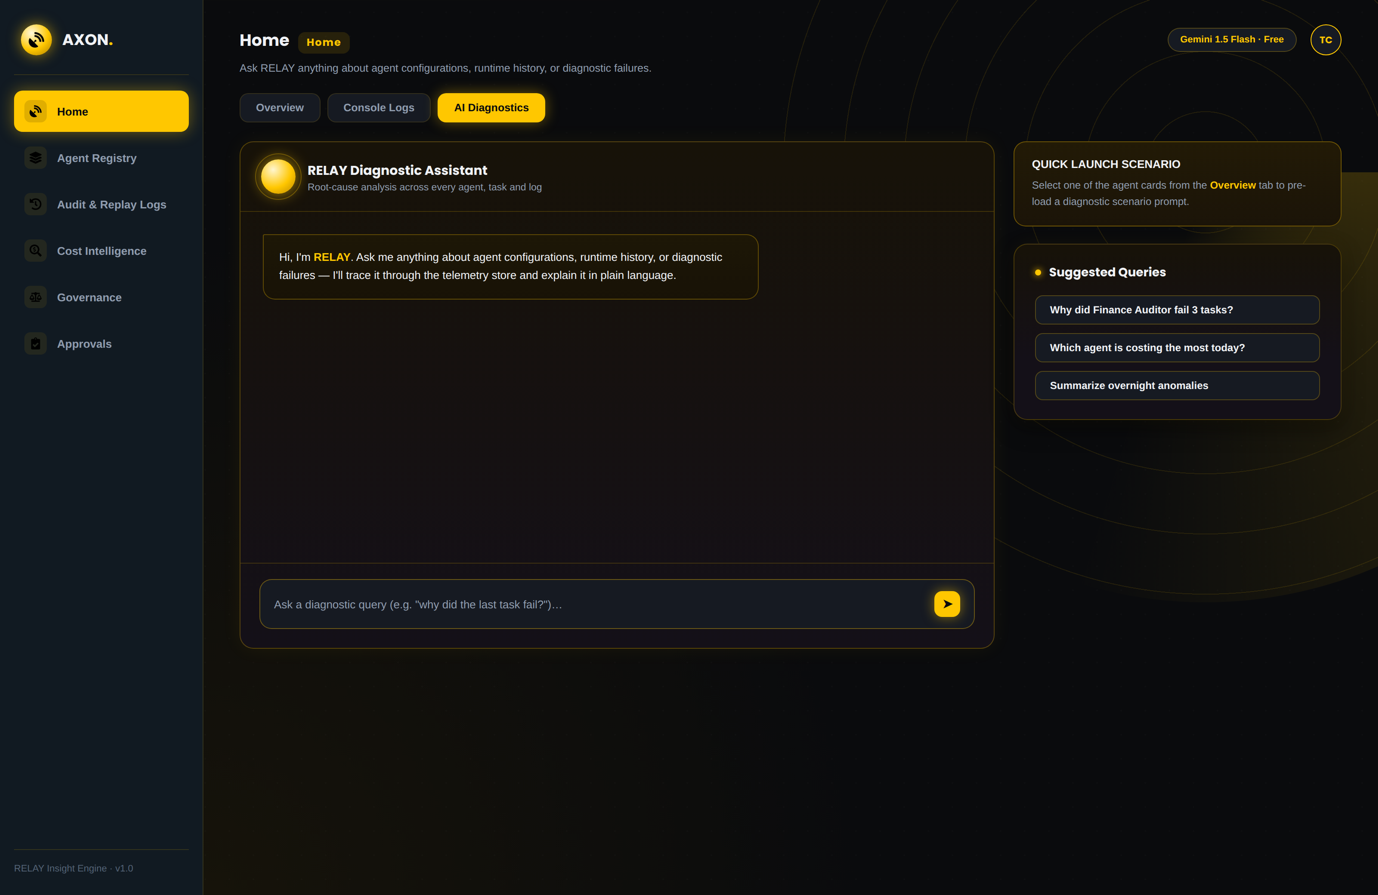 AXON.
Home
Agent Registry
Audit & Replay Logs
Cost Intelligence
Governance
Approvals
RELAY Insight Engine · v1.0
Home Home
Ask RELAY anything about agent configurations, runtime history, or diagnostic failures.
Gemini 1.5 Flash · Free
TC
Overview
Console Logs
AI Diagnostics
RELAY Diagnostic Assistant
Root-cause analysis across every agent, task and log
Hi, I'm RELAY. Ask me anything about agent configurations, runtime history, or diagnostic
failures — I'll trace it through the telemetry store and explain it in plain language.
Ask a diagnostic query (e.g. "why did the last task fail?")…
QUICK LAUNCH SCENARIO
Select one of the agent cards from the Overview tab to pre-
load a diagnostic scenario prompt.
Suggested Queries
Why did Finance Auditor fail 3 tasks?
Which agent is costing the most today?
Summarize overnight anomalies